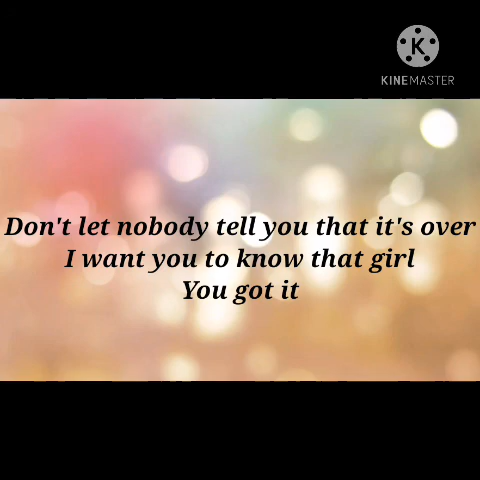 K
KINEMASTER
Don't let nobody tell you that it's over
I want you to know that girl
You got it